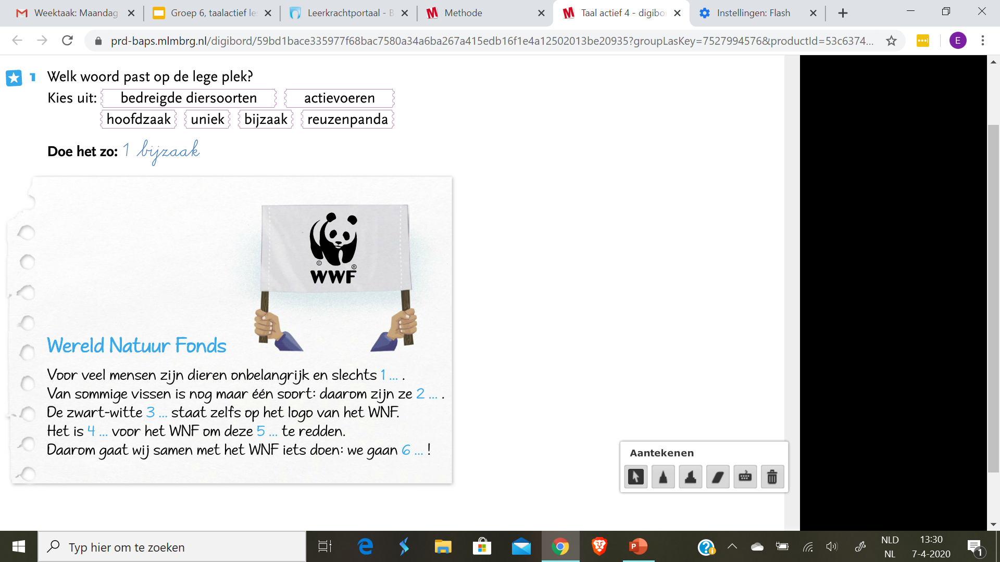 Weektaak: Maandag
Groep 6, taalactief les
Leerkrachtportaal - B
Methode
Taal actief 4 - digibo
Instellingen: Flash
prd-baps.mlmbrg.nl/digibord/59bd1bace335977f68bac7580a34a6ba267a415edb16f1e4a12502013be20935?groupLasKey=7527994576&productId=53c6374...
E
1 Welk woord past op de lege plek?
Kies uit: bedreigde diersoorten actievoeren
hoofdzaak uniek bijzaak reuzenpanda
Doe het zo: 1 bijzaak
© ®
WWF
Wereld Natuur Fonds
Voor veel mensen zijn dieren onbelangrijk en slechts 1 ... .
Van sommige vissen is nog maar één soort: daarom zijn ze 2 ... .
De zwart-witte 3 ... staat zelfs op het logo van het WNF.
Het is 4 ... voor het WNF om deze 5 ... te redden.
Daarom gaat wij samen met het WNF iets doen: we gaan 6 ... !
Aantekenen
Typ hier om te zoeken
NLD
NL
13:30
7-4-2020
1